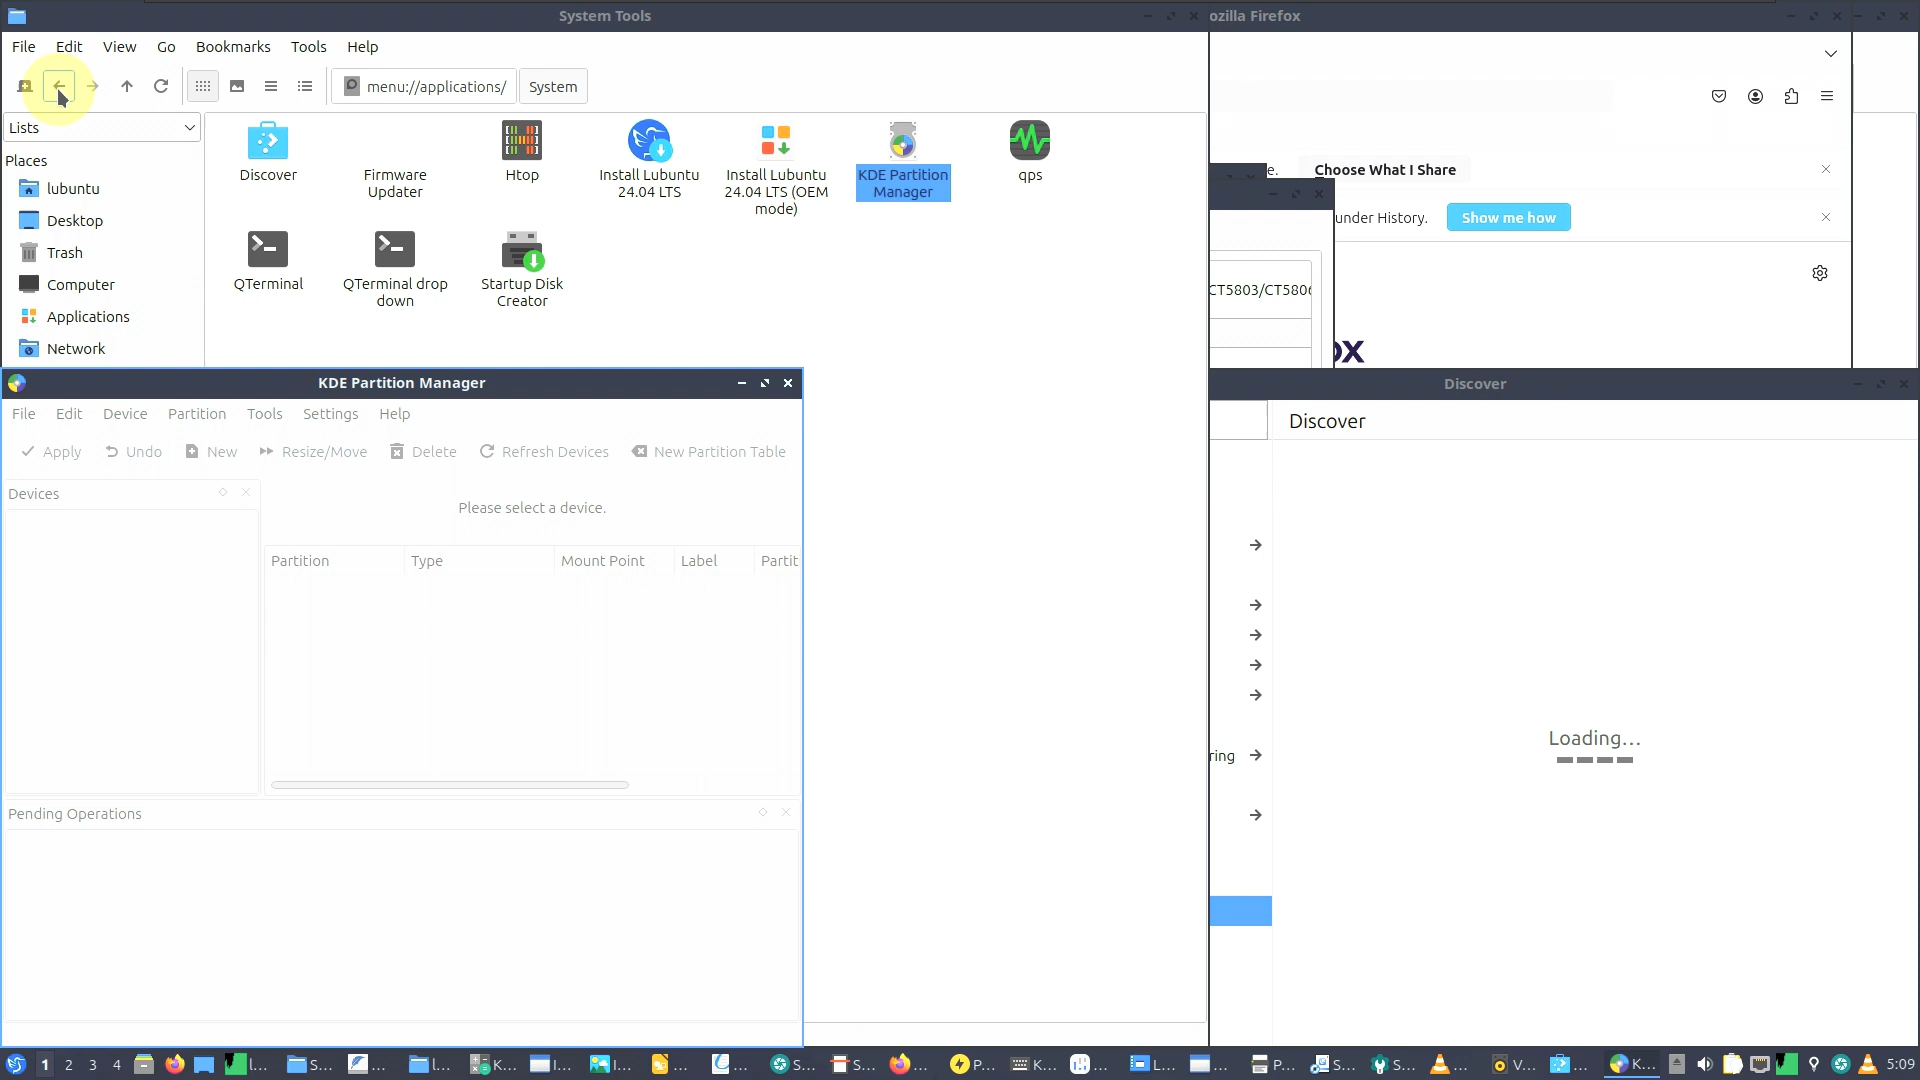 System Tools
File Edit View Go Bookmarks Tools Help
menu://applications/ System
Lists
Places
lubuntu
Desktop
Trash
Computer
Applications
Network
Discover
Firmware
Updater
Htop
Install Lubuntu
24.04 LTS
Install Lubuntu
24.04 LTS (OEM
mode)
KDE Partition
Manager
qps
QTerminal
QTerminal drop
down
Startup Disk
Creator
ozilla Firefox
e. Choose What I Share
under History. Show me how
CT5803/CT5806
ox
KDE Partition Manager
File Edit Device Partition Tools Settings Help
Apply Undo New Resize/Move Delete Refresh Devices New Partition Table
Devices
Please select a device.
Partition Type Mount Point Label Partit
Pending Operations
Discover
Discover
ring
Loading...
1 2 3 4 l... S... ... l... K... I... I... ... ... S... S... ... P... K... ... L... ... P... S... S... ... V... ... K... 5:09